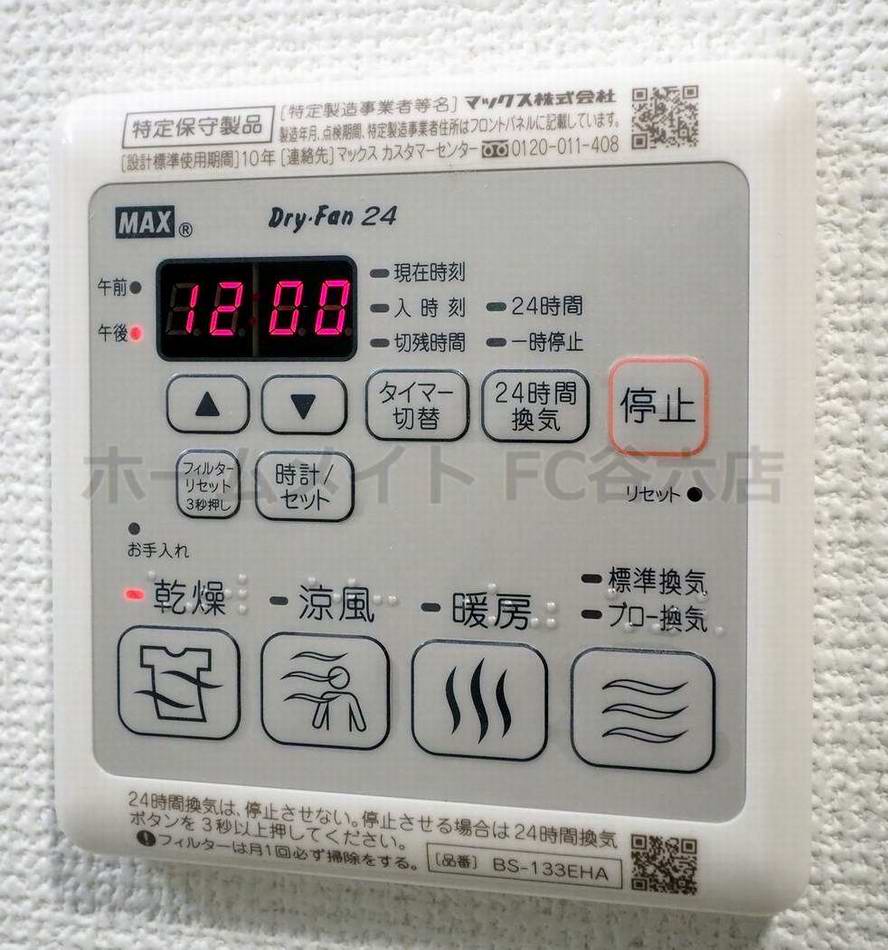 特定保守製品
[特定製造事業者等名] マックス株式会社
製造年月、点検期間、特定製造事業者住所はフロントパネルに記載しています。
[設計標準使用期間]10年 [連絡先]マックス カスタマーセンター 0120-011-408
MAX® Dry·Fan 24
午前
午後
12:00
現在時刻
入時刻 24時間
切残時間 一時停止
▲ ▼
タイマー
切替
24時間
換気
停止
フィルター
リセット
3秒押し
時計/
セット
ホームメイト FC谷六店
リセット
お手入れ
乾燥 涼風 暖房
標準換気
ブロー換気
24時間換気は、停止させない。停止させる場合は24時間換気
ボタンを3秒以上押してください。
フィルターは月1回必ず掃除をする。
[品番] BS-133EHA